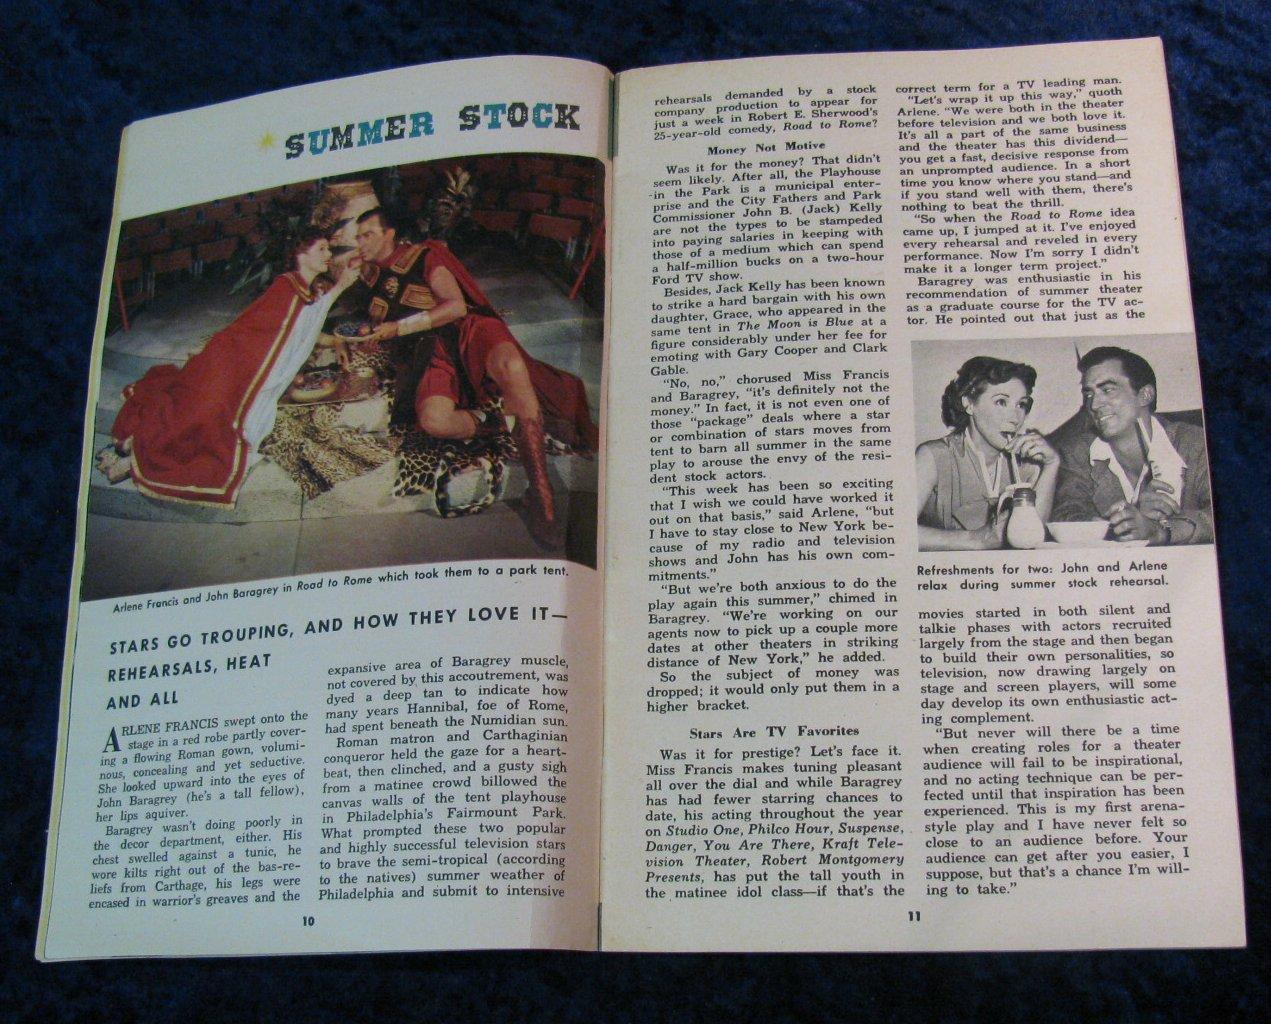 SUMMER STOCK
Arlene Francis and John Baragrey in Road to Rome which took them to a park tent.
STARS GO TROUPING, AND HOW THEY LOVE IT—
REHEARSALS, HEAT
AND ALL
ARLENE FRANCIS swept onto the
stage in a red robe partly cover-
ing a flowing Roman gown, volumi-
nous, concealing and yet seductive.
She looked upward into the eyes of
John Baragrey (he's a tall fellow),
her lips aquiver.
Baragrey wasn't doing poorly in
the decor department, either. His
chest swelled against a tunic, he
wore kilts right out of the bas-re-
liefs from Carthage, his legs were
encased in warrior's greaves and the
expansive area of Baragrey muscle,
not covered by this accoutrement, was
dyed a deep tan to indicate how
many years Hannibal, foe of Rome,
had spent beneath the Numidian sun.
Roman matron and Carthaginian
conqueror held the gaze for a heart-
beat, then clinched, and a gusty sigh
from a matinee crowd billowed the
canvas walls of the tent playhouse
in Philadelphia's Fairmount Park.
What prompted these two popular
and highly successful television stars
to brave the semi-tropical (according
to the natives) summer weather of
Philadelphia and submit to intensive
10
rehearsals demanded by a stock
company production to appear for
just a week in Robert E. Sherwood's
25-year-old comedy, Road to Rome?
Money Not Motive
Was it for the money? That didn't
seem likely. After all, the Playhouse
in the Park is a municipal enter-
prise and the City Fathers and Park
Commissioner John B. (Jack) Kelly
are not the types to be stampeded
into paying salaries in keeping with
those of a medium which can spend
a half-million bucks on a two-hour
Ford TV show.
Besides, Jack Kelly has been known
to strike a hard bargain with his own
daughter, Grace, who appeared in the
same tent in The Moon is Blue at a
figure considerably under her fee for
emoting with Gary Cooper and Clark
Gable.
"No, no," chorused Miss Francis
and Baragrey, "it's definitely not the
money." In fact, it is not even one of
those "package" deals where a star
or combination of stars moves from
tent to barn all summer in the same
play to arouse the envy of the resi-
dent stock actors.
"This week has been so exciting
that I wish we could have worked it
out on that basis," said Arlene, "but
I have to stay close to New York be-
cause of my radio and television
shows and John has his own com-
mitments."
"But we're both anxious to do the
play again this summer," chimed in
Baragrey. "We're working on our
agents now to pick up a couple more
dates at other theaters in striking
distance of New York," he added.
So the subject of money was
dropped; it would only put them in a
higher bracket.
Stars Are TV Favorites
Was it for prestige? Let's face it.
Miss Francis makes tuning pleasant
all over the dial and while Baragrey
has had fewer starring chances to
date, his acting throughout the year
on Studio One, Philco Hour, Suspense,
Danger, You Are There, Kraft Tele-
vision Theater, Robert Montgomery
Presents, has put the tall youth in
the matinee idol class—if that's the
correct term for a TV leading man.
"Let's wrap it up this way," quoth
Arlene. "We were both in the theater
before television and we both love it.
It's all a part of the same business
and the theater has this dividend—
you get a fast, decisive response from
an unprompted audience. In a short
time you know where you stand—and
if you stand well with them, there's
nothing to beat the thrill.
"So when the Road to Rome idea
came up, I jumped at it. I've enjoyed
every rehearsal and reveled in every
performance. Now I'm sorry I didn't
make it a longer term project."
Baragrey was enthusiastic in his
recommendation of summer theater
as a graduate course for the TV ac-
tor. He pointed out that just as the
Refreshments for two: John and Arlene
relax during summer stock rehearsal.
movies started in both silent and
talkie phases with actors recruited
largely from the stage and then began
to build their own personalities, so
television, now drawing largely on
stage and screen players, will some
day develop its own enthusiastic act-
ing complement.
"But never will there be a time
when creating roles for a theater
audience will fail to be inspirational,
and no acting technique can be per-
fected until that inspiration has been
experienced. This is my first arena-
style play and I have never felt so
close to an audience before. Your
audience can get after you easier, I
suppose, but that's a chance I'm will-
ing to take."
11